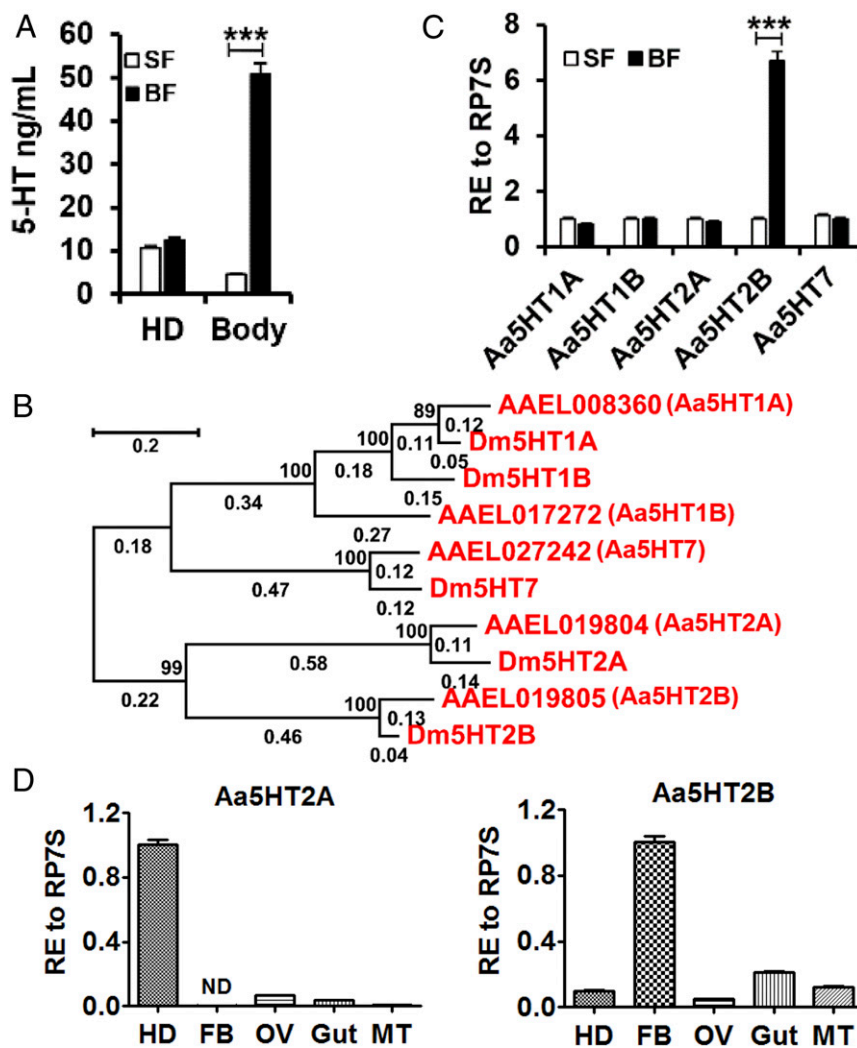 A
5-HT ng/mL
60
50
40
30
20
10
0
SF
BF
***
HD Body
C
RE to RP7S
8
6
4
2
0
SF BF
***
Aa5HT1A
Aa5HT1B
Aa5HT2A
Aa5HT2B
Aa5HT7
B
0.2
89
AAEL008360 (Aa5HT1A)
0.12
100
0.11
Dm5HT1A
0.05
100
0.18
Dm5HT1B
0.15
0.34
AAEL017272 (Aa5HT1B)
0.27
0.18
AAEL027242 (Aa5HT7)
100
0.12
0.47
Dm5HT7
0.12
AAEL019804 (Aa5HT2A)
100
0.11
99
0.58
Dm5HT2A
0.14
0.22
AAEL019805 (Aa5HT2B)
100
0.13
0.46
Dm5HT2B
0.04
D
Aa5HT2A
RE to RP7S
1.2
0.8
0.4
0.0
ND
HD FB OV Gut MT
Aa5HT2B
RE to RP7S
1.2
0.8
0.4
0.0
HD FB OV Gut MT